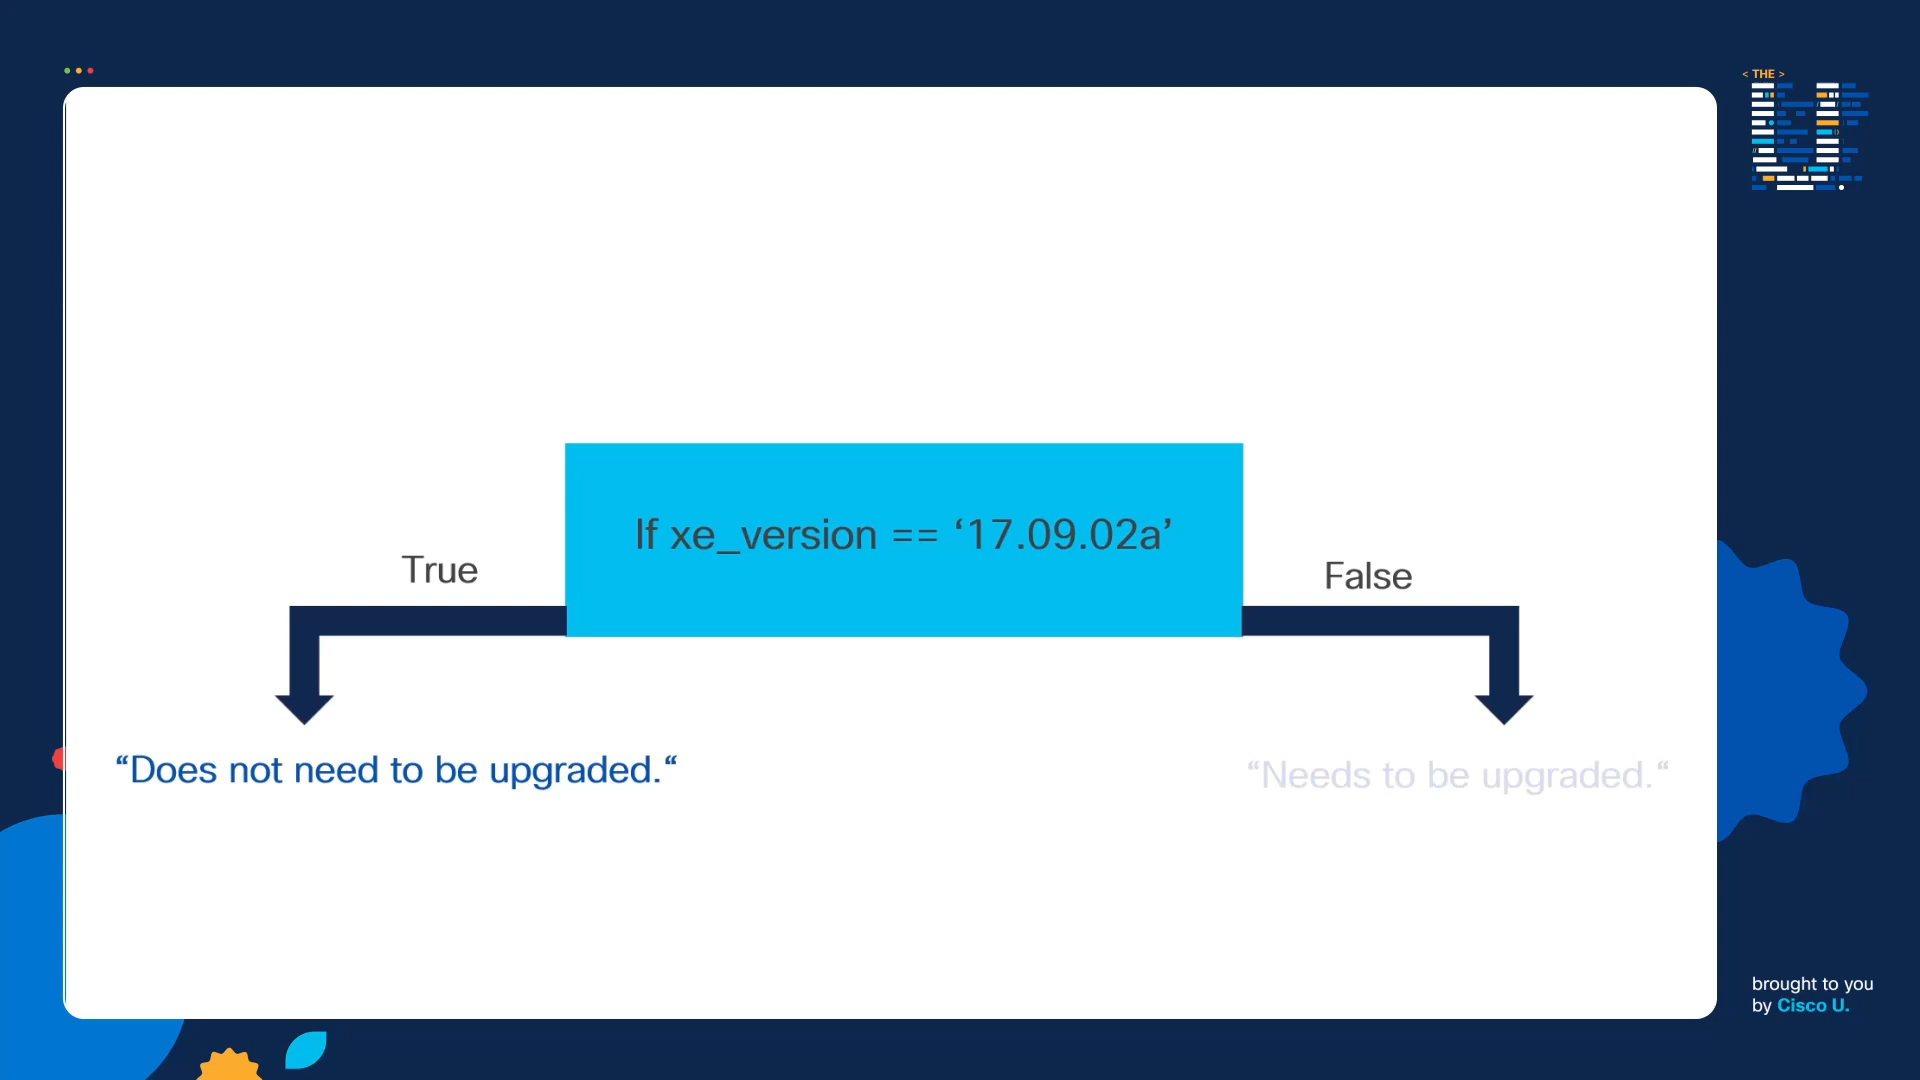 < THE >
If xe_version == ‘17.09.02a’
True
False
“Does not need to be upgraded.“
“Needs to be upgraded.“
brought to you
by Cisco U.